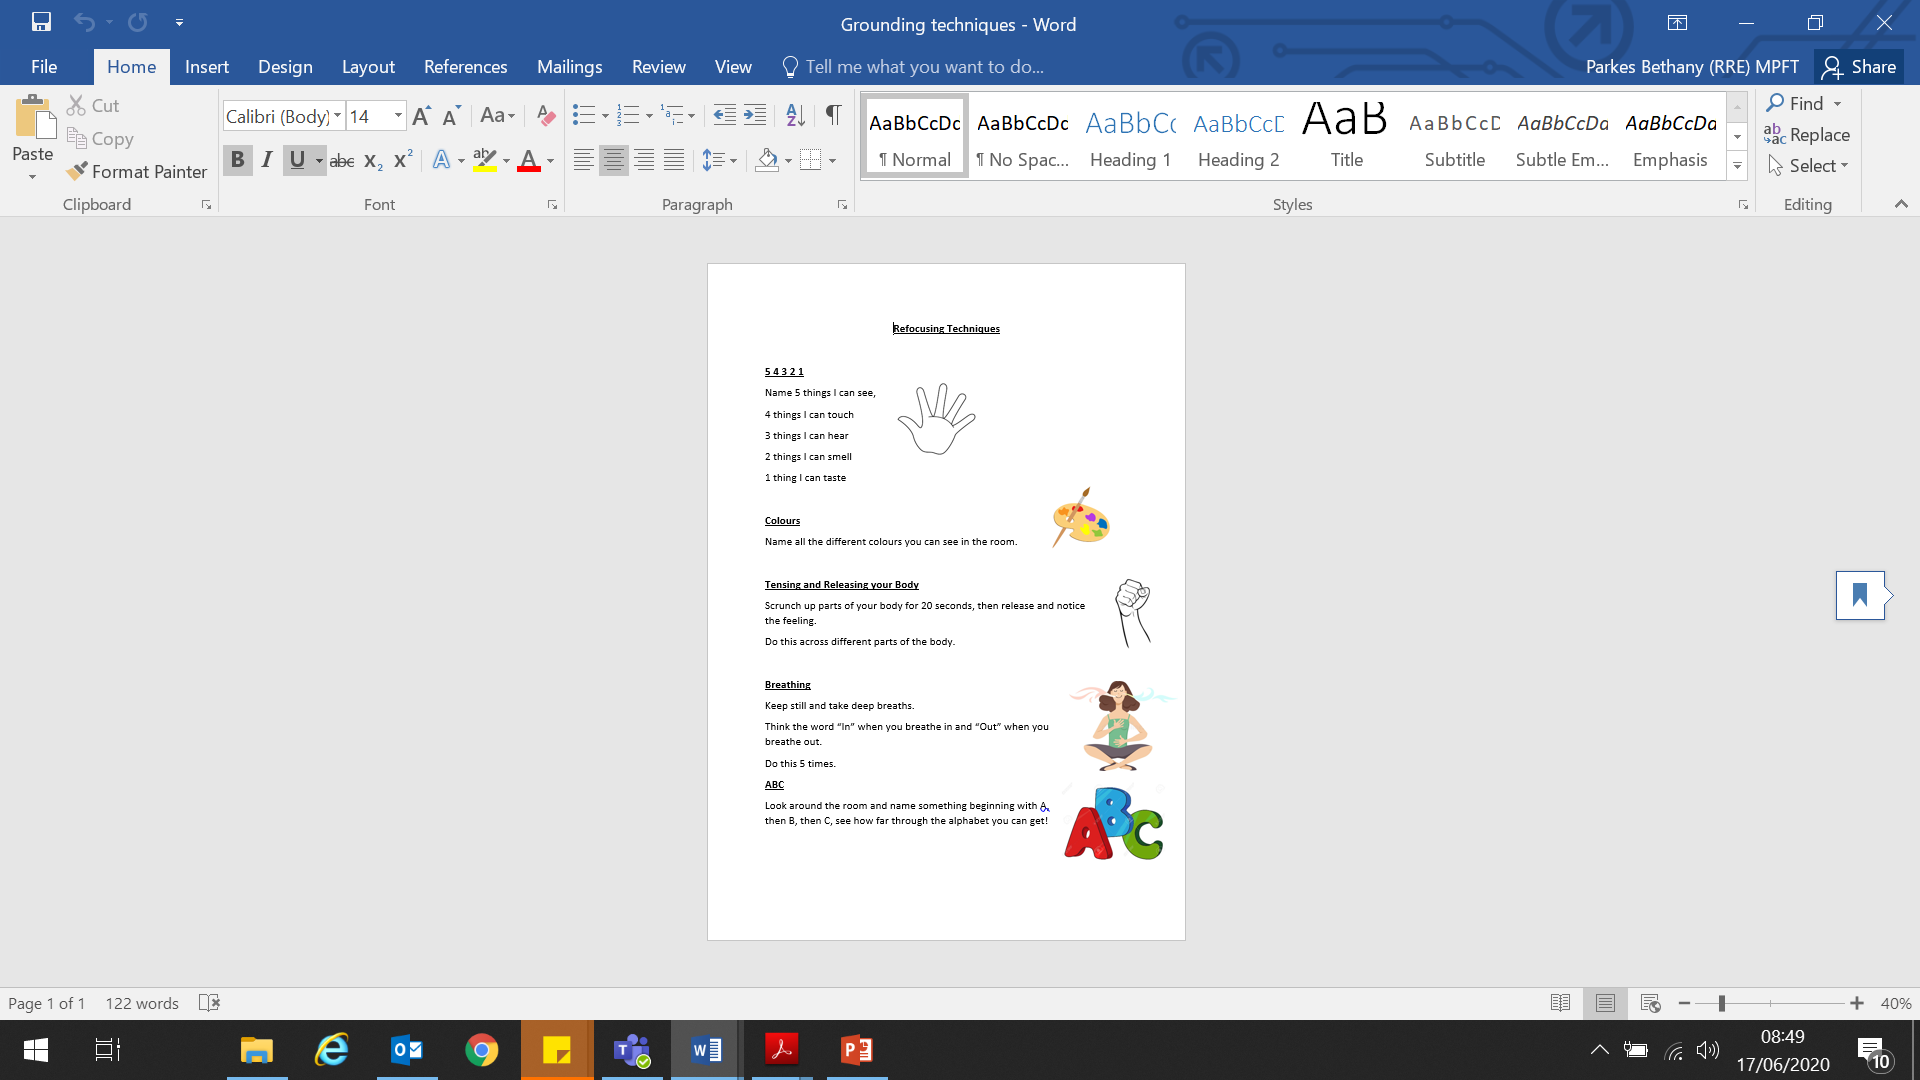 Grounding techniques - Word
File Home Insert Design Layout References Mailings Review View Tell me what you want to do... Parkes Bethany (RRE) MPFT Share
Paste
Cut
Copy
Format Painter
Clipboard
Calibri (Body) 14 Aa
B I U abc X₂ X² A ab A
Font
Paragraph
AaBbCcDc AaBbCcDc AaBbCc AaBbCcD AaB AaBbCcD AaBbCcDa AaBbCcDa
¶ Normal ¶ No Spac... Heading 1 Heading 2 Title Subtitle Subtle Em... Emphasis
Styles
Find
Replace
Select
Editing
Refocusing Techniques
5 4 3 2 1
Name 5 things I can see,
4 things I can touch
3 things I can hear
2 things I can smell
1 thing I can taste
Colours
Name all the different colours you can see in the room.
Tensing and Releasing your Body
Scrunch up parts of your body for 20 seconds, then release and notice
the feeling.
Do this across different parts of the body.
Breathing
Keep still and take deep breaths.
Think the word “In” when you breathe in and “Out” when you
breathe out.
Do this 5 times.
ABC
Look around the room and name something beginning with A,
then B, then C, see how far through the alphabet you can get!
ABC
Page 1 of 1 122 words 40%
08:49
17/06/2020
10